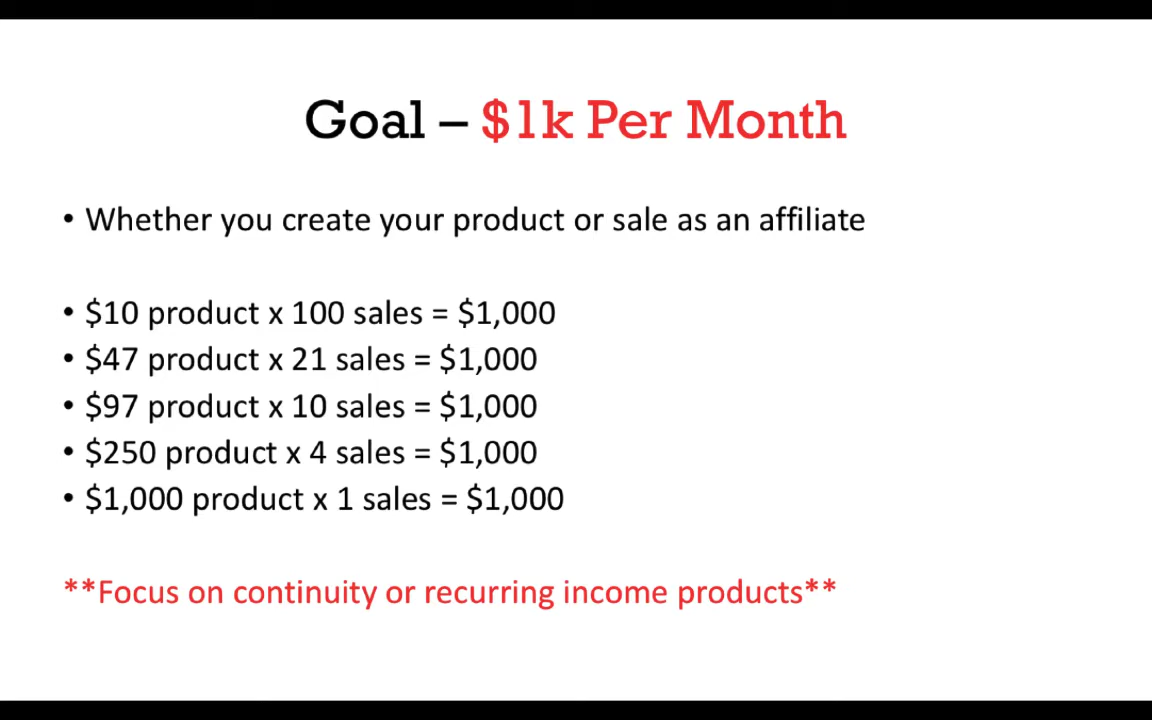 Goal – $1k Per Month
• Whether you create your product or sale as an affiliate
• $10 product x 100 sales = $1,000
• $47 product x 21 sales = $1,000
• $97 product x 10 sales = $1,000
• $250 product x 4 sales = $1,000
• $1,000 product x 1 sales = $1,000
**Focus on continuity or recurring income products**